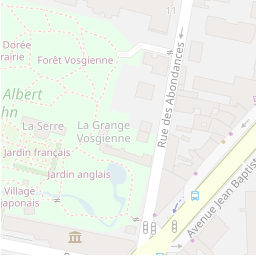 11
Dorée
rairie
Forêt Vosgienne
Albert
hn
Rue des Abondances
La Serre
La Grange
Vosgienne
Jardin français
Jardin anglais
Village
japonais
Avenue Jean Baptist